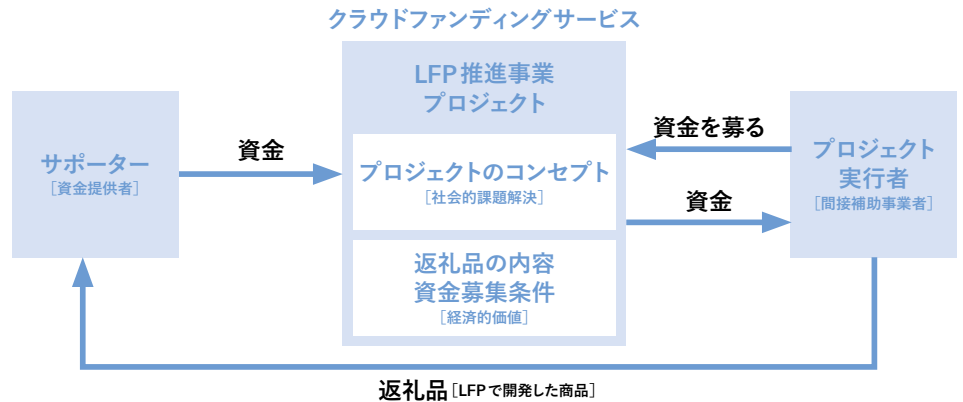 クラウドファンディングサービス
LFP推進事業
プロジェクト
サポーター
［資金提供者］
資金
プロジェクトのコンセプト
［社会的課題解決］
資金を募る
資金
プロジェクト
実行者
［間接補助事業者］
返礼品の内容
資金募集条件
［経済的価値］
返礼品［LFPで開発した商品］